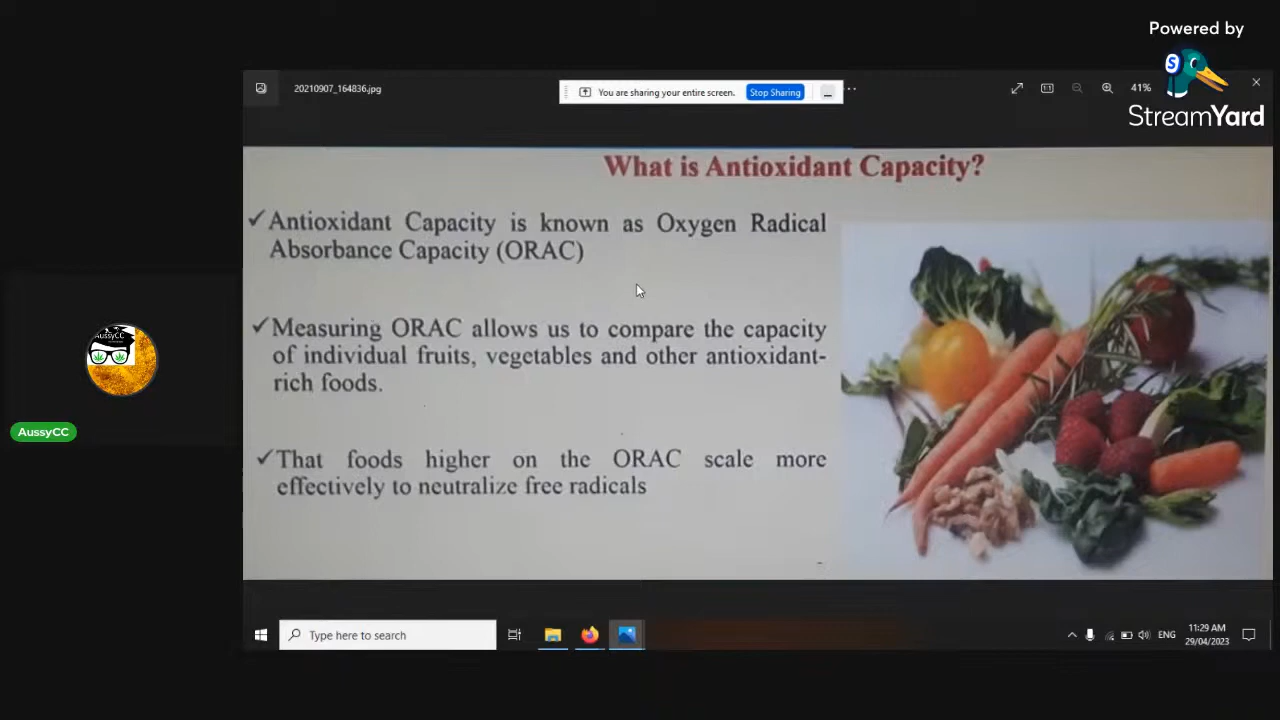 Powered by
StreamYard
20210907_164836.jpg
You are sharing your entire screen.
Stop Sharing
41%
What is Antioxidant Capacity?
Antioxidant Capacity is known as Oxygen Radical
Absorbance Capacity (ORAC)
Measuring ORAC allows us to compare the capacity
of individual fruits, vegetables and other antioxidant-
rich foods.
That foods higher on the ORAC scale more
effectively to neutralize free radicals
AussyCC
AussyCC
Type here to search
ENG
11:29 AM
29/04/2023